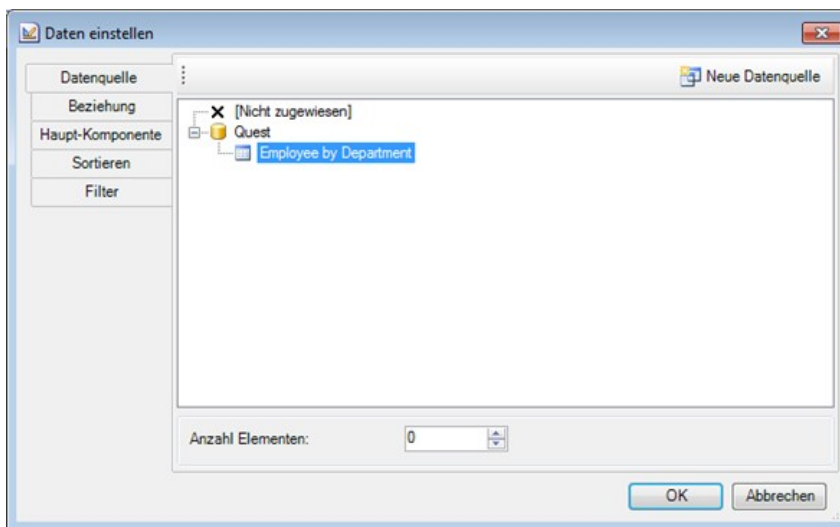 Daten einstellen
Datenquelle
Beziehung
Haupt-Komponente
Sortieren
Filter
Neue Datenquelle
[Nicht zugewiesen]
Quest
Employee by Department
Anzahl Elementen:
0
OK
Abbrechen